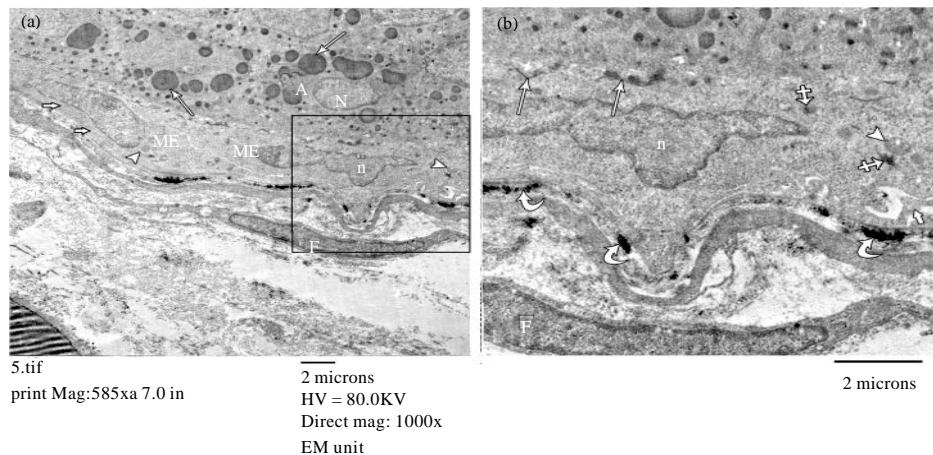 (a)
A
N
ME
ME
n
F
5.tif
print Mag:585xa 7.0 in
2 microns
HV = 80.0KV
Direct mag: 1000x
EM unit
(b)
n
F
2 microns